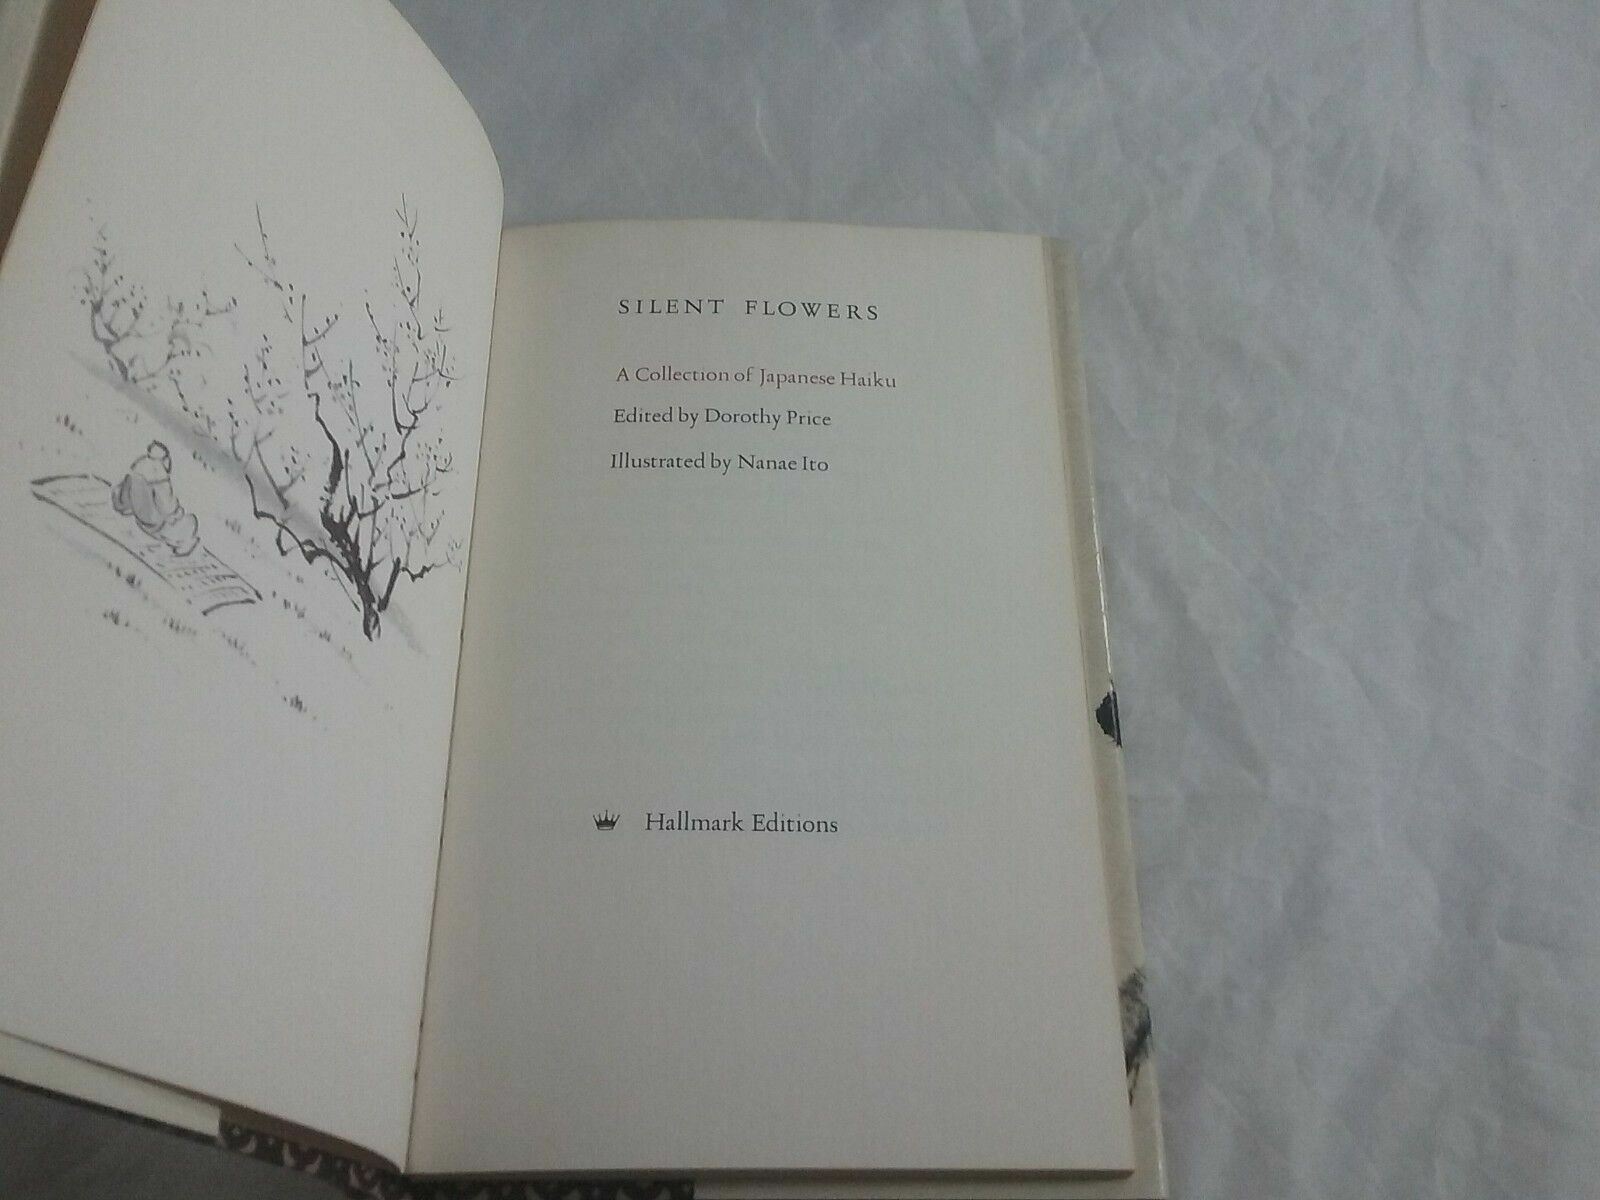 SILENT FLOWERS
A Collection of Japanese Haiku
Edited by Dorothy Price
Illustrated by Nanae Ito
Hallmark Editions